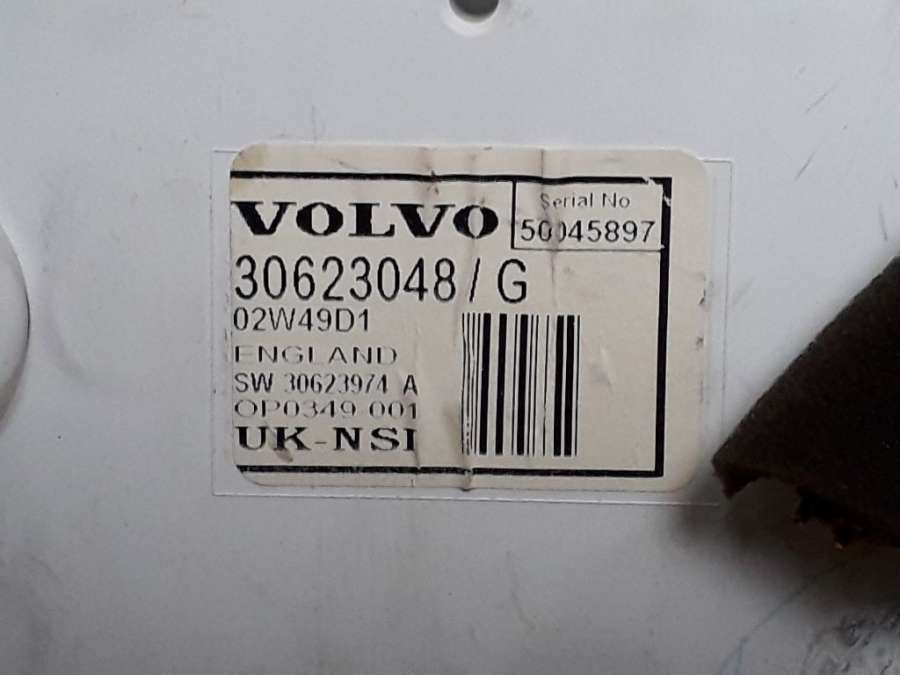 VOLVO
Serial No
50045897
30623048/G
02W49D1
ENGLAND
SW 30623974 A
OP0349 001
UK-NSI